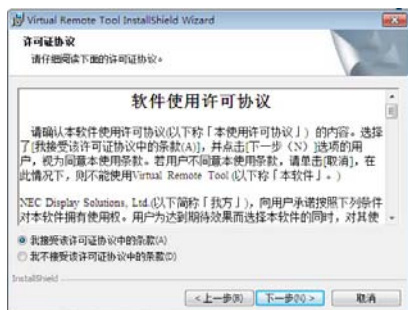 Virtual Remote Tool InstallShield Wizard
许可证协议
请仔细阅读下面的许可证协议。
软件使用许可协议
请确认本软件使用许可协议(以下称「本使用许可协议」)的内容。选择
了[我接受该许可证协议中的条款(A)],并点击[下一步(N)]选项的用
户,视为同意本使用条款。若用户不同意本使用条款,请单击[取消],在
此情况下,则不能使用Virtual Remote Tool (以下称「本软件」。)
NEC Display Solutions, Ltd.(以下简称「我方」),向用户承诺按照下列条件
对本软件拥有使用权。用户为达到期待效果而选择本软件的同时,对其使
我接受该许可证协议中的条款(A)
我不接受该许可证协议中的条款(D)
InstallShield
<上一步(B) 下一步(N) > 取消